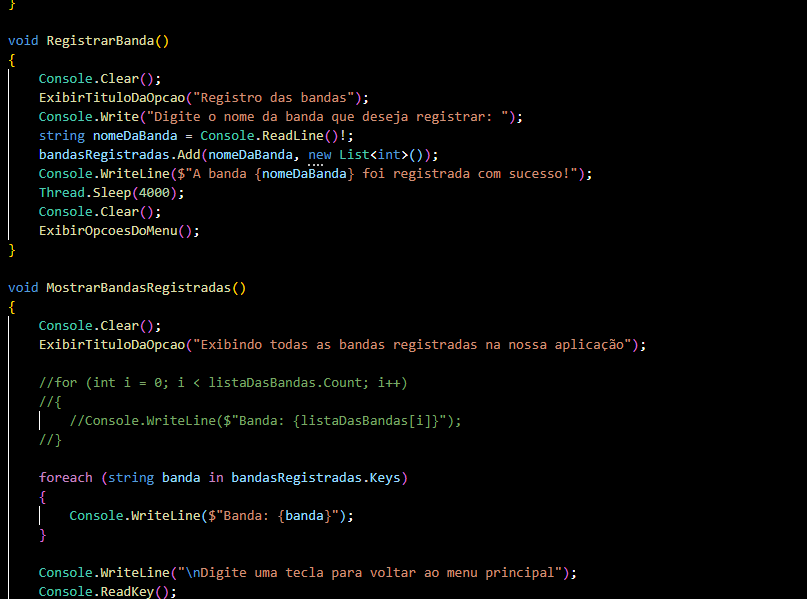 }
void RegistrarBanda()
{
    Console.Clear();
    ExibirTituloDaOpcao("Registro das bandas");
    Console.Write("Digite o nome da banda que deseja registrar: ");
    string nomeDaBanda = Console.ReadLine()!;
    bandasRegistradas.Add(nomeDaBanda, new List<int>());
    Console.WriteLine($"A banda {nomeDaBanda} foi registrada com sucesso!");
    Thread.Sleep(4000);
    Console.Clear();
    ExibirOpcoesDoMenu();
}
void MostrarBandasRegistradas()
{
    Console.Clear();
    ExibirTituloDaOpcao("Exibindo todas as bandas registradas na nossa aplicação");
    //for (int i = 0; i < listaDasBandas.Count; i++)
    //{
        //Console.WriteLine($"Banda: {listaDasBandas[i]}");
    //}
    foreach (string banda in bandasRegistradas.Keys)
    {
        Console.WriteLine($"Banda: {banda}");
    }
    Console.WriteLine("\nDigite uma tecla para voltar ao menu principal");
    Console.ReadKey();